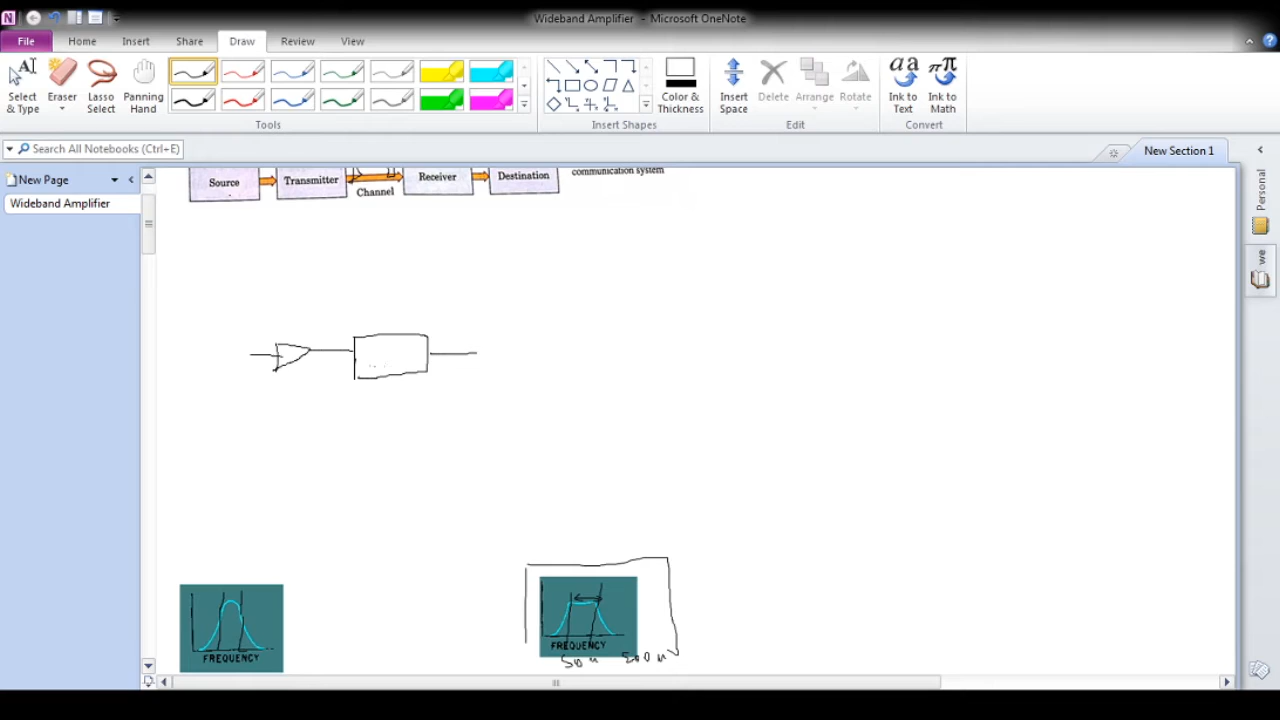 Wideband Amplifier - Microsoft OneNote
File Home Insert Share Draw Review View
Select & Type
Eraser
Lasso Select
Panning Hand
Color & Thickness
Insert Space
Delete
Arrange
Rotate
Ink to Text
Ink to Math
Tools
Insert Shapes
Edit
Convert
Search All Notebooks (Ctrl+E)
New Section 1
New Page
Wideband Amplifier
Personal
we
Source
Transmitter
Channel
Receiver
Destination
communication system
FREQUENCY
FREQUENCY